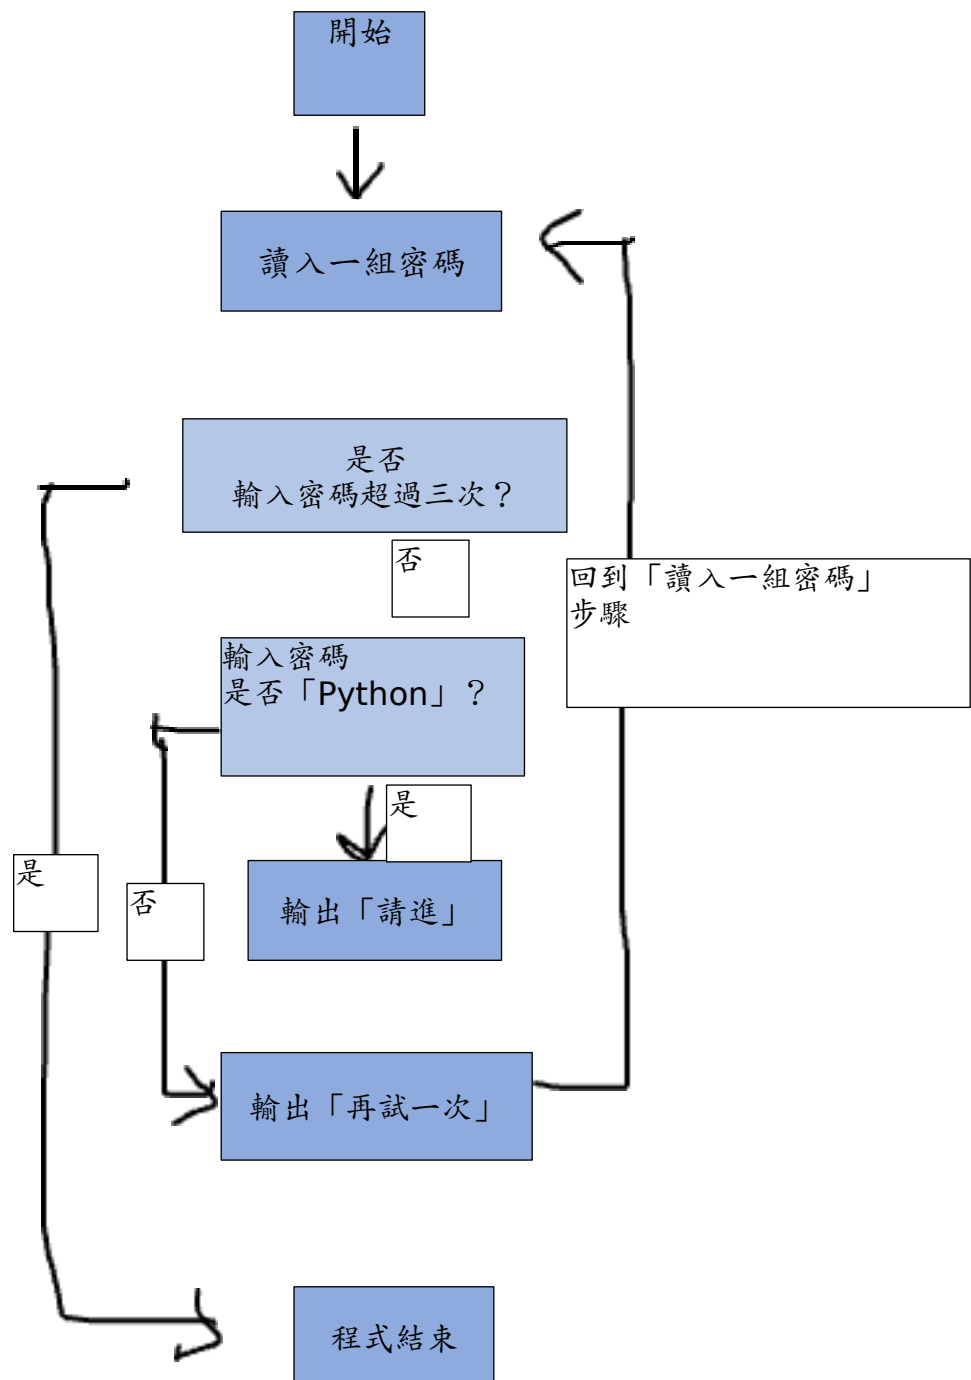 開始
讀入一組密碼
是否
輸入密碼超過三次？
否
回到「讀入一組密碼」
步驟
輸入密碼
是否「Python」？
是
是
否
輸出「請進」
輸出「再試一次」
程式結束